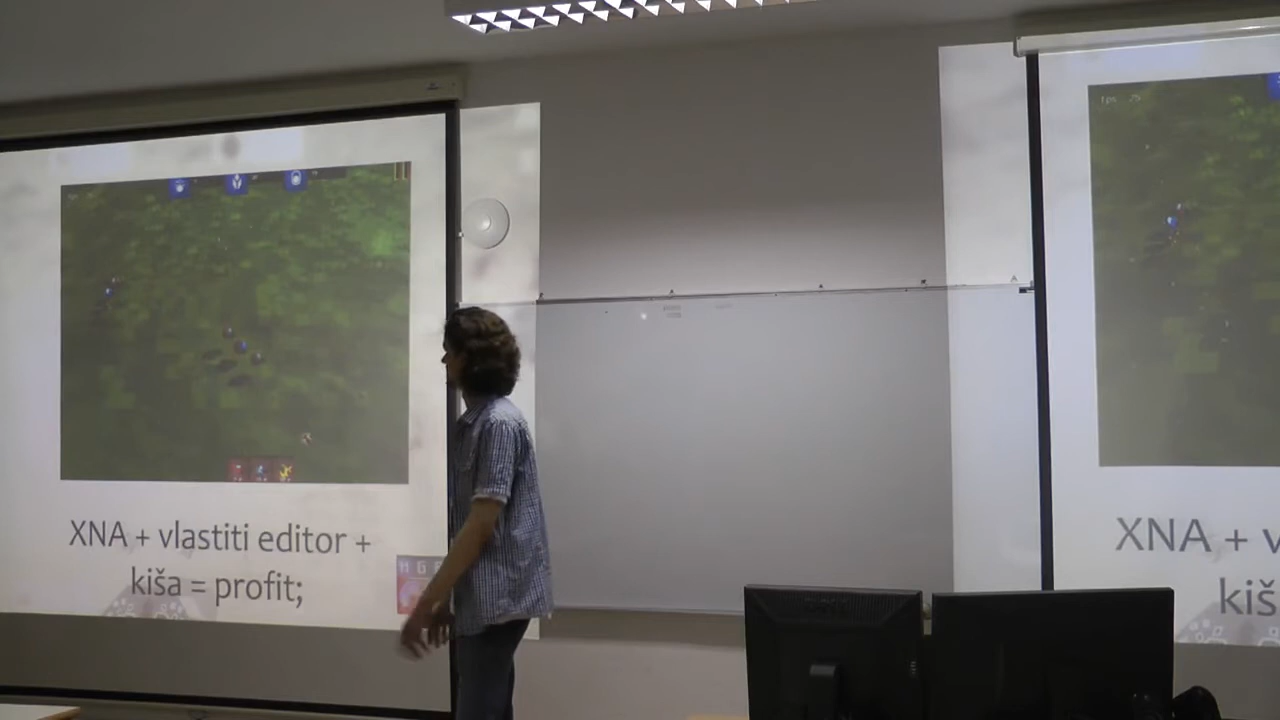 XNA + vlastiti editor +
kiša = profit;
XNA + v
kiš